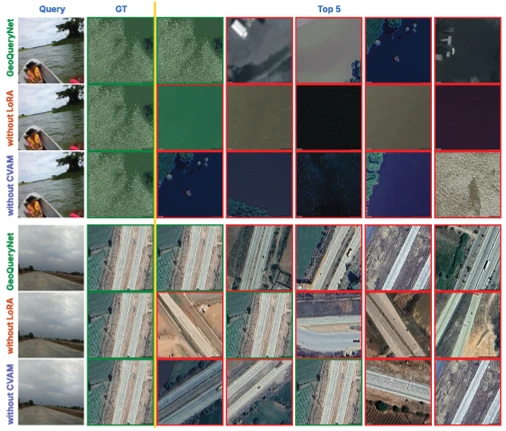 Query GT Top 5
GeoQueryNet
without LoRA
without CVAM
GeoQueryNet
without LoRA
without CVAM